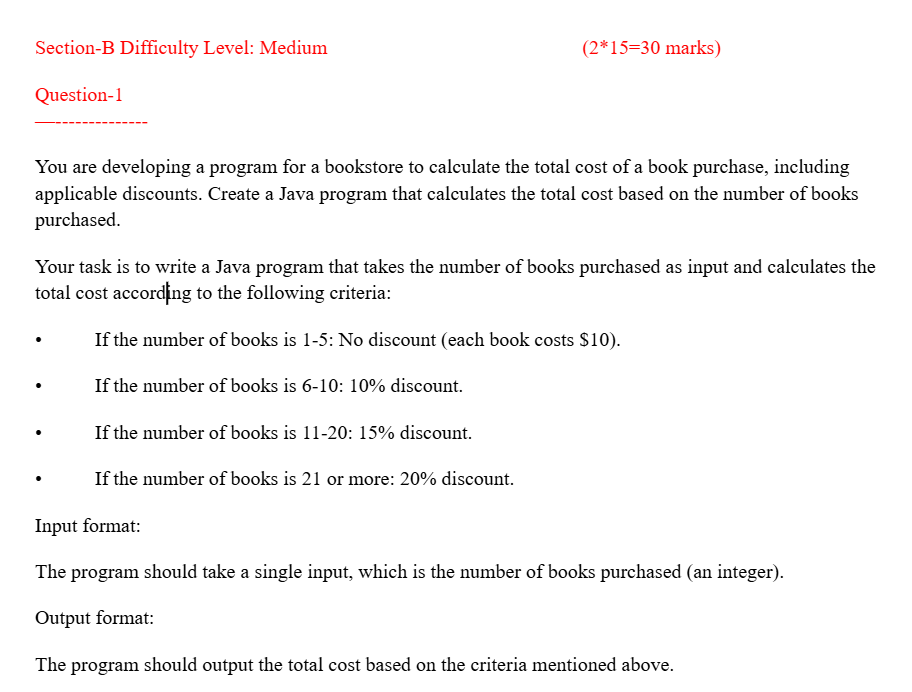 Section-B Difficulty Level: Medium (2*15=30 marks)
Question-1
—--------------
You are developing a program for a bookstore to calculate the total cost of a book purchase, including
applicable discounts. Create a Java program that calculates the total cost based on the number of books
purchased.
Your task is to write a Java program that takes the number of books purchased as input and calculates the
total cost according to the following criteria:
• If the number of books is 1-5: No discount (each book costs $10).
• If the number of books is 6-10: 10% discount.
• If the number of books is 11-20: 15% discount.
• If the number of books is 21 or more: 20% discount.
Input format:
The program should take a single input, which is the number of books purchased (an integer).
Output format:
The program should output the total cost based on the criteria mentioned above.